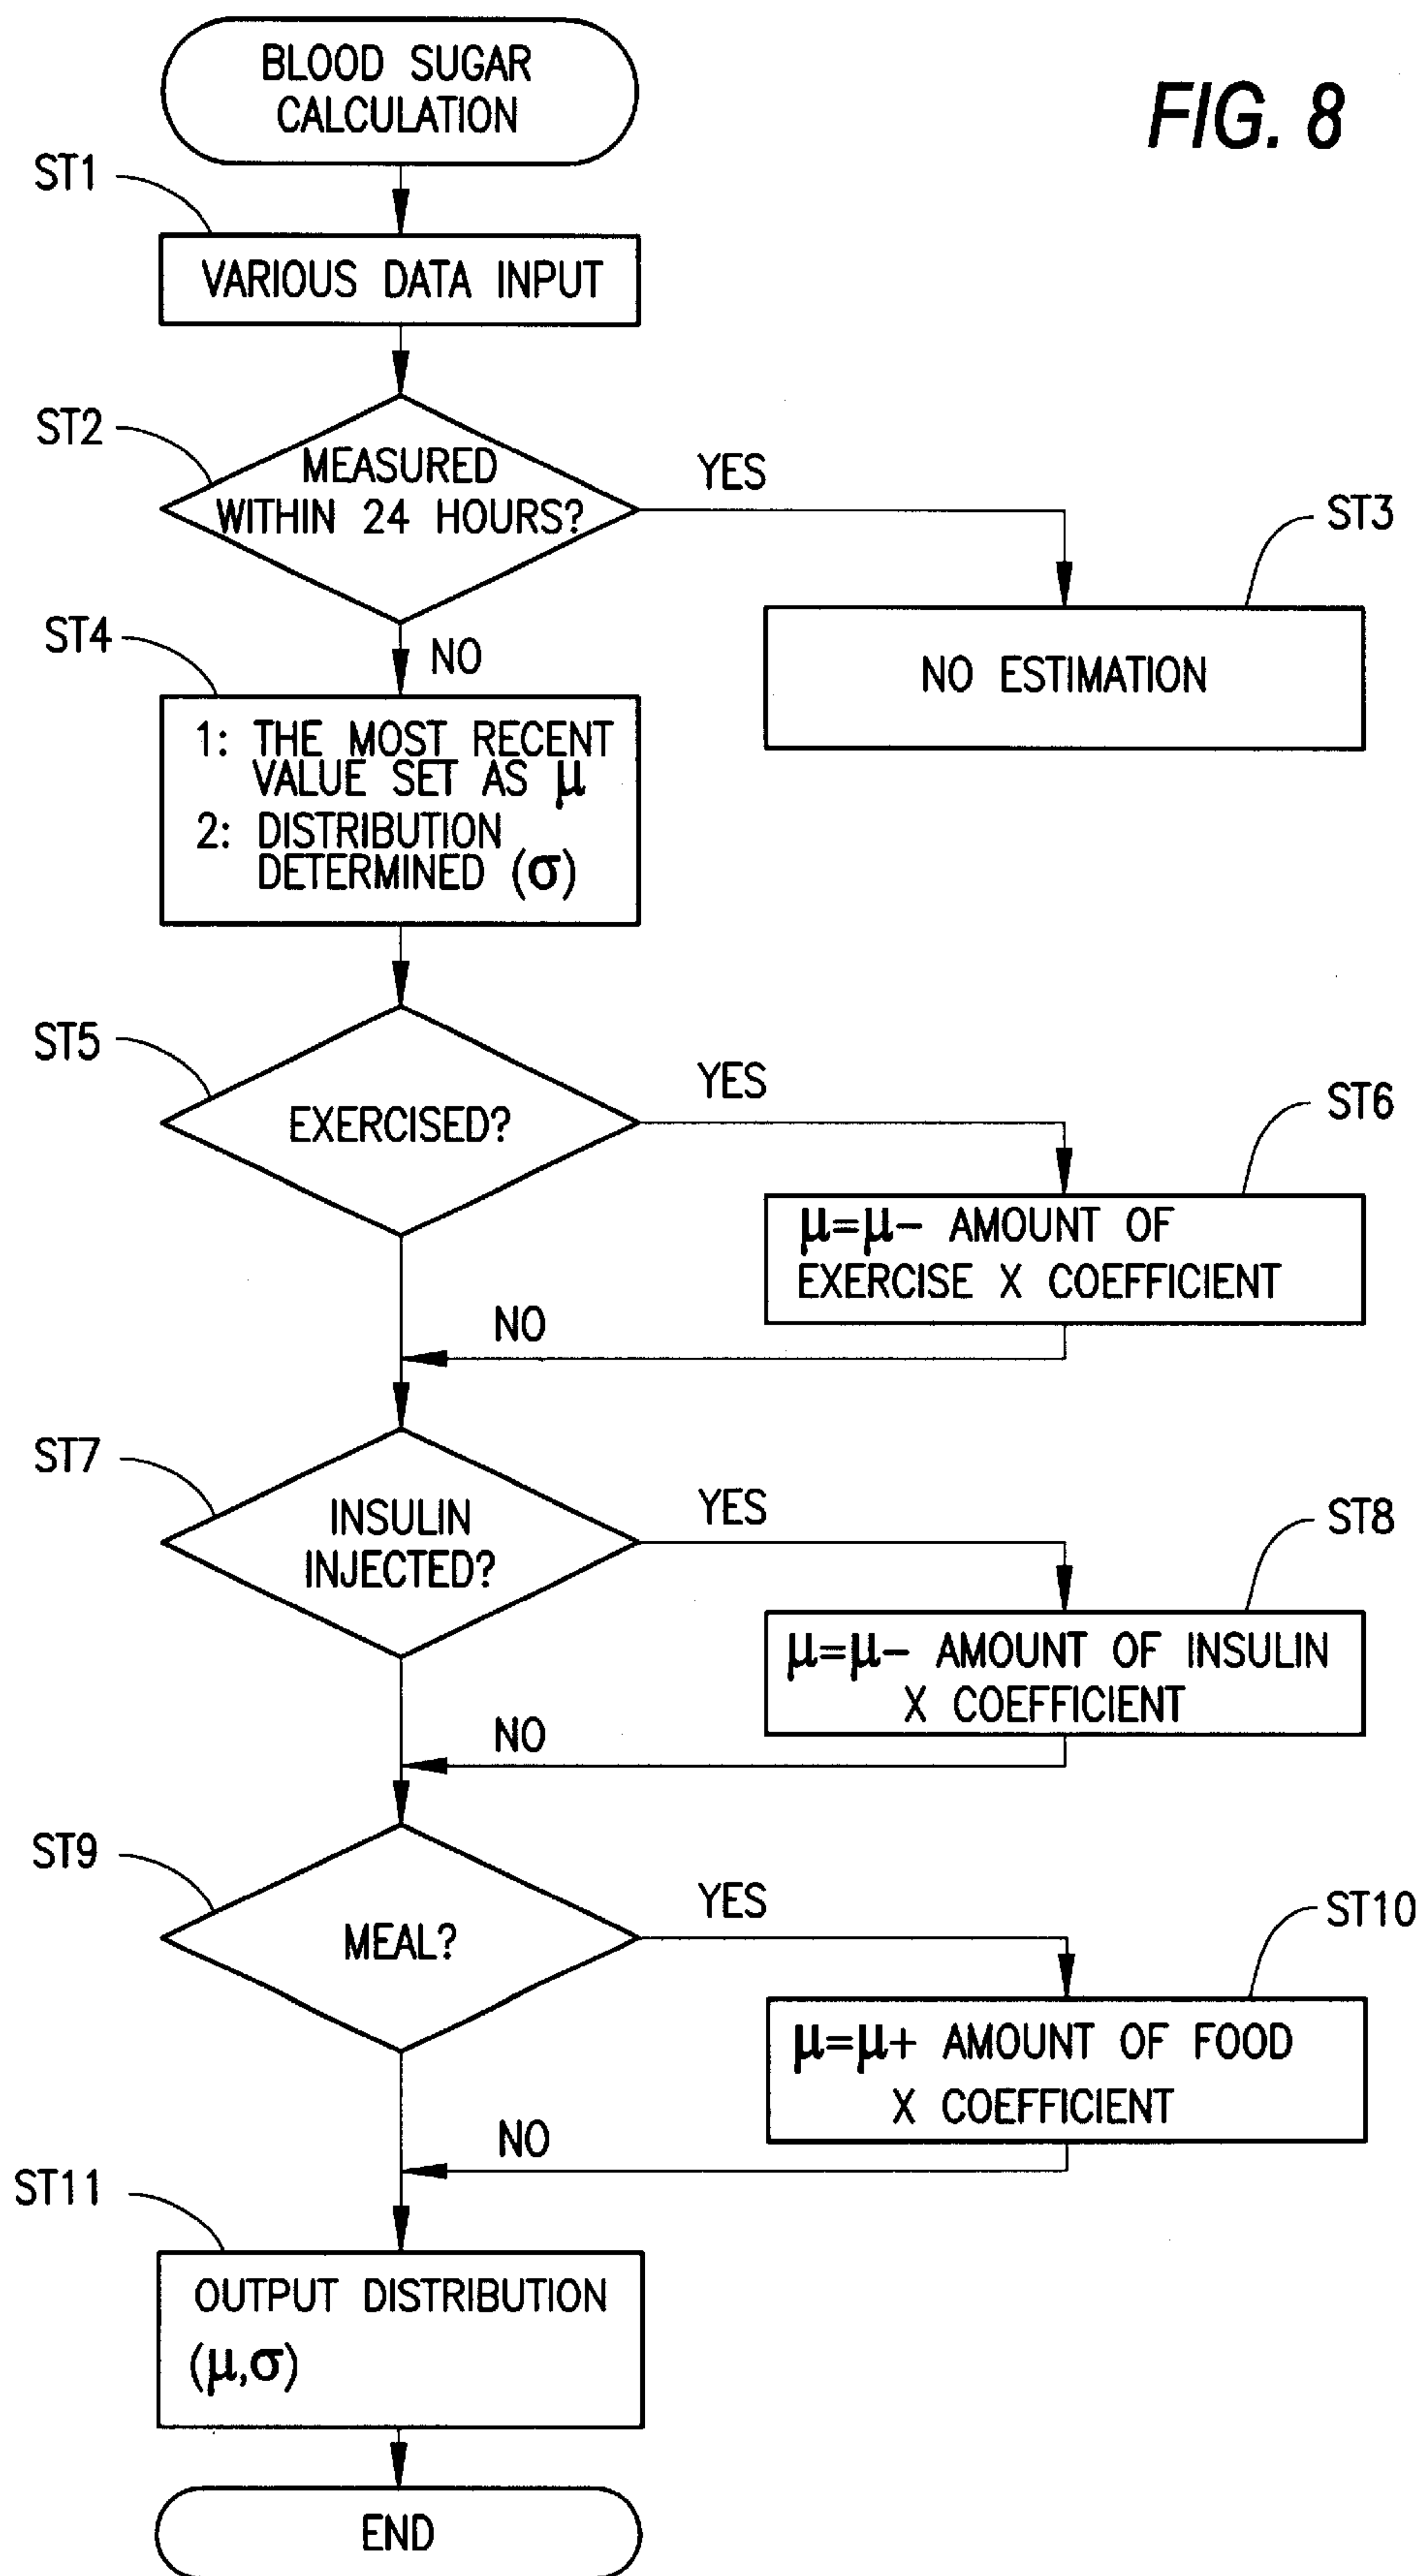 FIG. 8
BLOOD SUGAR
CALCULATION
ST1
VARIOUS DATA INPUT
ST2
MEASURED
WITHIN 24 HOURS?
YES
ST3
NO ESTIMATION
NO
ST4
1: THE MOST RECENT
VALUE SET AS μ
2: DISTRIBUTION
DETERMINED (σ)
ST5
EXERCISED?
YES
ST6
μ=μ− AMOUNT OF
EXERCISE X COEFFICIENT
NO
ST7
INSULIN
INJECTED?
YES
ST8
μ=μ− AMOUNT OF INSULIN
X COEFFICIENT
NO
ST9
MEAL?
YES
ST10
μ=μ+ AMOUNT OF FOOD
X COEFFICIENT
NO
ST11
OUTPUT DISTRIBUTION
(μ,σ)
END